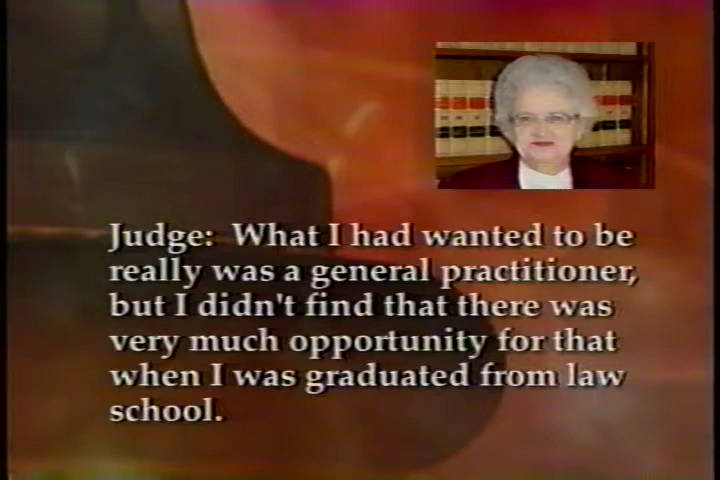 Judge:  What I had wanted to be
really was a general practitioner,
but I didn't find that there was
very much opportunity for that
when I was graduated from law
school.